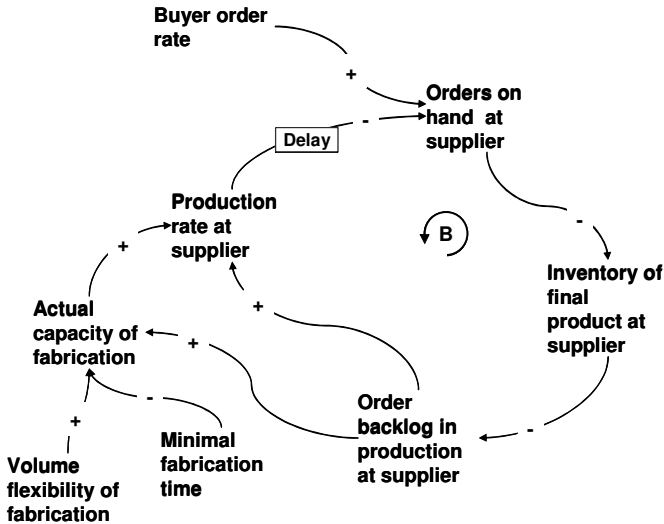 Buyer order
rate
+
Orders on
hand at
supplier
-
Delay
Production
rate at
supplier
B
-
+
Inventory of
final
product at
supplier
Actual
capacity of
fabrication
+
+
Order
backlog in
production
at supplier
-
-
+
Minimal
fabrication
time
Volume
flexibility of
fabrication